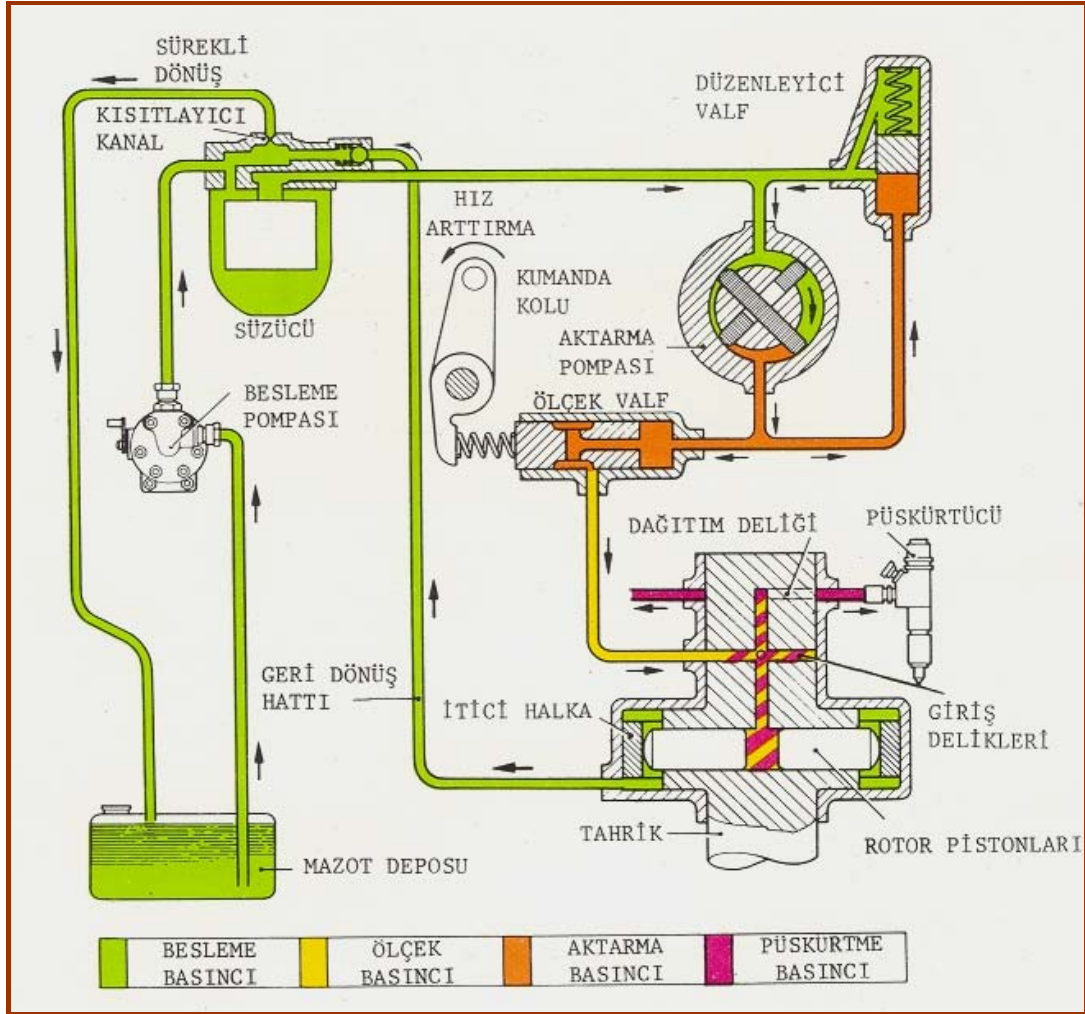 SÜREKLİ
DÖNÜŞ
KISITLAYICI
KANAL
DÜZENLEYİCİ
VALF
HIZ
ARTTIRMA
KUMANDA
KOLU
SÜZÜCÜ
AKTARMA
POMPASI
BESLEME
POMPASI
ÖLÇEK VALF
DAĞITIM DELİĞİ
PÜSKÜRTÜCÜ
GERİ DÖNÜŞ
HATTI
İTİCİ HALKA
GİRİŞ
DELİKLERİ
TAHRİK
ROTOR PİSTONLARI
MAZOT DEPOSU
BESLEME
BASINCI
ÖLÇEK
BASINCI
AKTARMA
BASINCI
PÜSKÜRTME
BASINCI